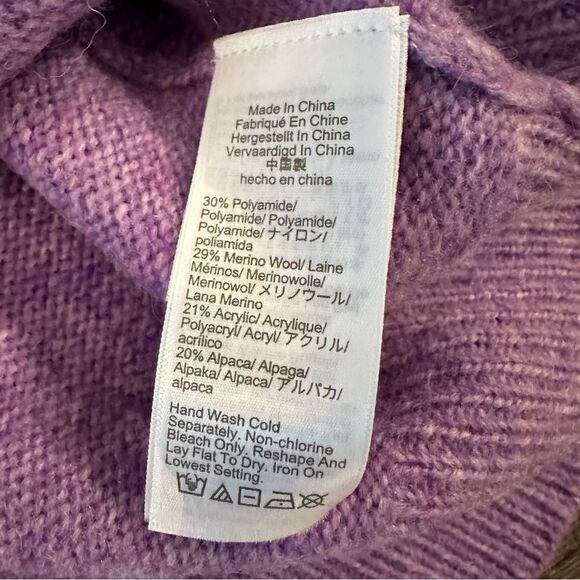 Made In China
Fabriqué En Chine
Hergestellt In China
Vervaardigd In China
中国製
hecho en china
30% Polyamide/
Polyamide/ Polyamide/
Polyamide/ ナイロン/
poliamida
29% Merino Wool/ Laine
Mérinos/ Merinowolle/
Merinowol/ メリノウール/
Lana Merino
21% Acrylic/ Acrylique/
Polyacryl/ Acryl/ アクリル/
acrílico
20% Alpaca/ Alpaga/
Alpaka/ Alpaca/ アルパカ/
alpaca
Hand Wash Cold
Separately. Non-chlorine
Bleach Only. Reshape And
Lay Flat To Dry. Iron On
Lowest Setting.